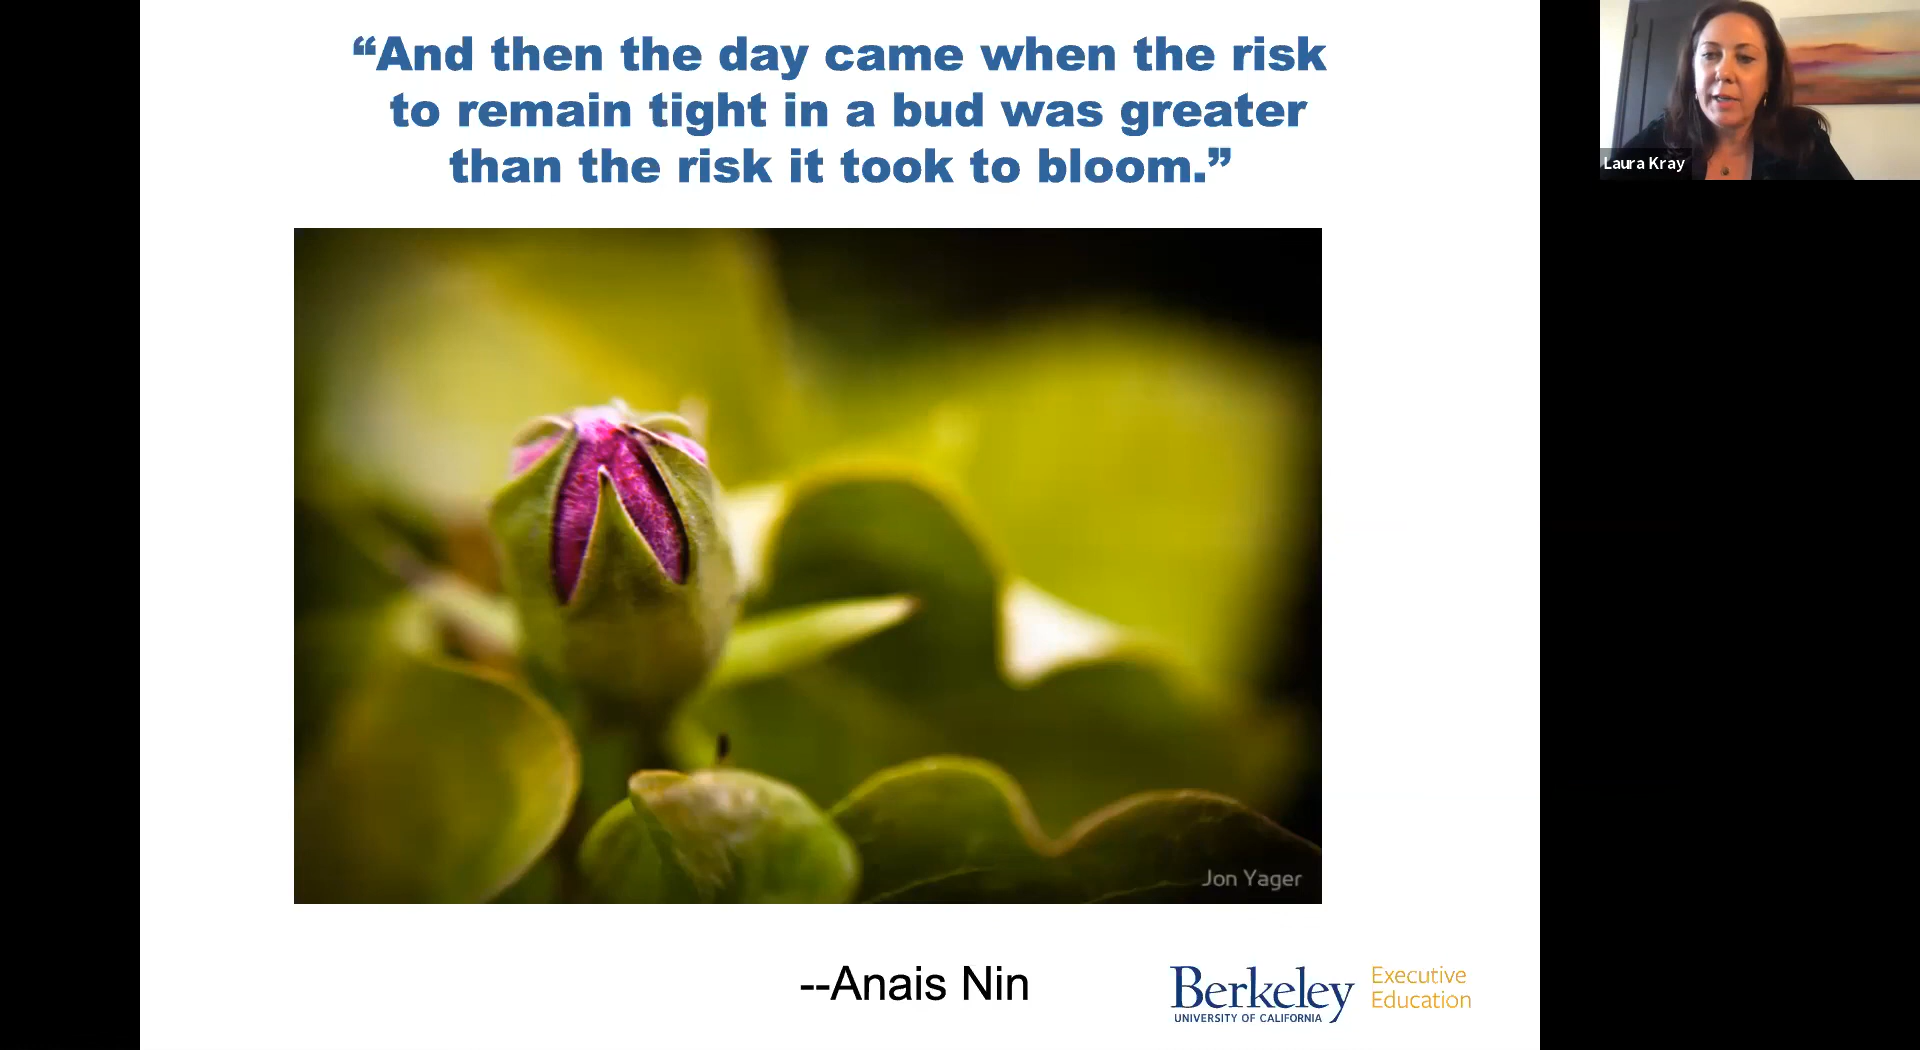 “And then the day came when the risk
to remain tight in a bud was greater
than the risk it took to bloom.”
Laura Kray
Jon Yager
--Anais Nin
Berkeley
UNIVERSITY OF CALIFORNIA
Executive
Education